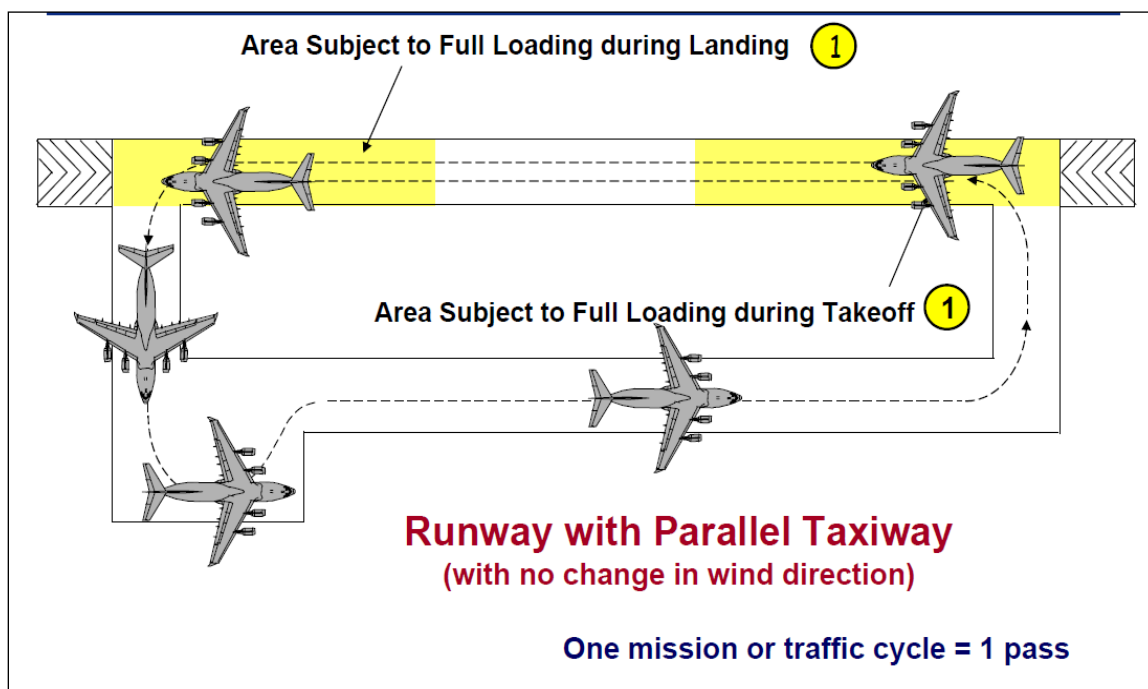 Area Subject to Full Loading during Landing 1
Area Subject to Full Loading during Takeoff 1
Runway with Parallel Taxiway
(with no change in wind direction)
One mission or traffic cycle = 1 pass